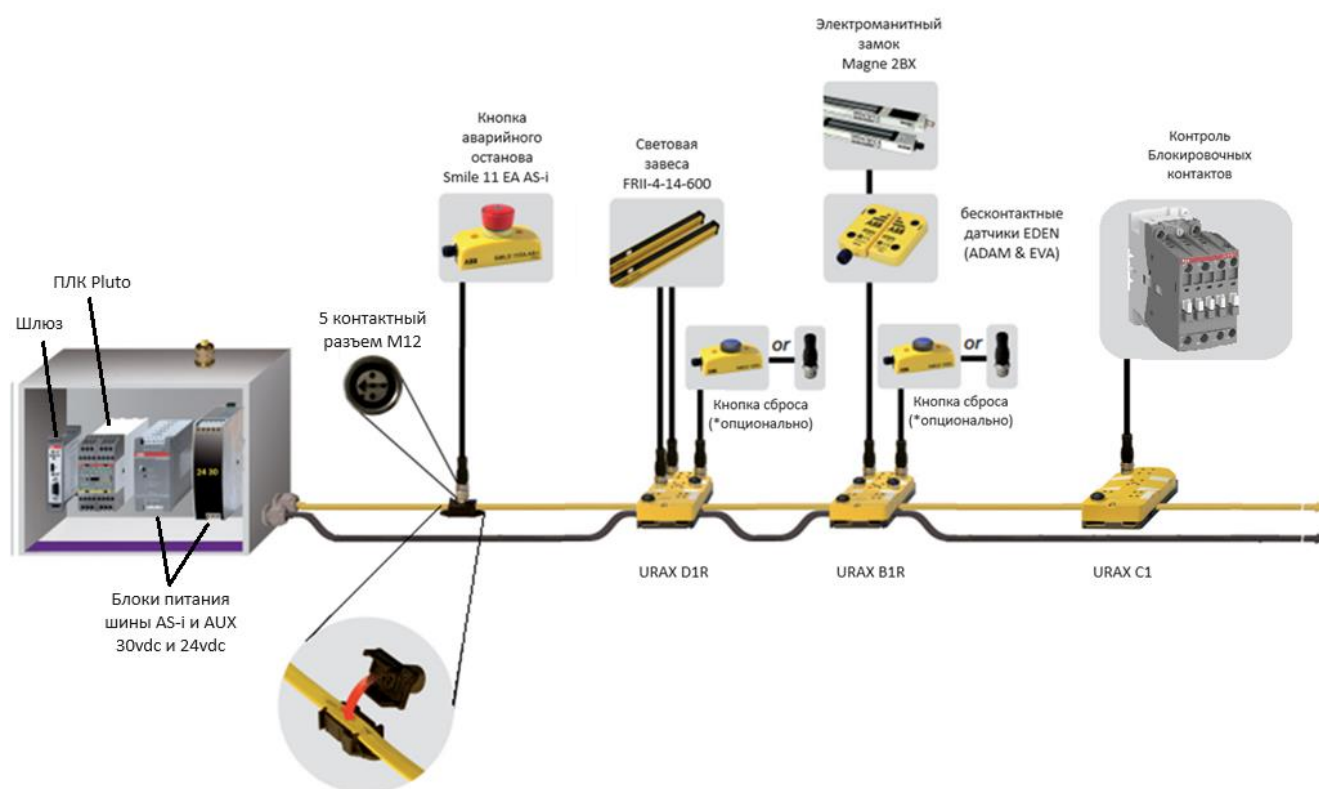 Электроманитный
замок
Magne 2BX
Кнопка
аварийного
останова
Smile 11 EA AS-i
Световая
завеса
FRII-4-14-600
Контроль
Блокировочных
контактов
бесконтактные
датчики EDEN
(ADAM & EVA)
ПЛК Pluto
Шлюз
5 контактный
разъем M12
or
or
Кнопка сброса
(*опционально)
Кнопка сброса
(*опционально)
ABB
24 30
URAX D1R
URAX B1R
URAX C1
Блоки питания
шины AS-i и AUX
30vdc и 24vdc